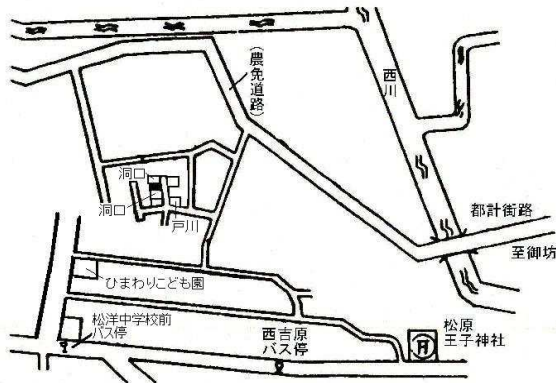 (農免道路)
西川
洞口
洞口
戸川
都計街路
至御坊
ひまわりこども園
松洋中学校前
バス停
西吉原
バス停
松原
王子神社